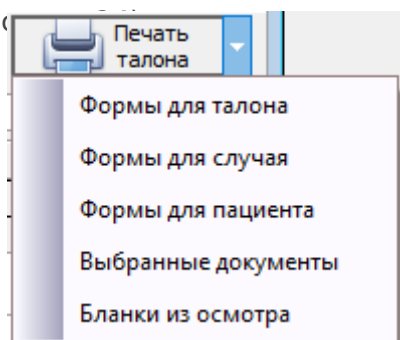 Печать
талона
Формы для талона
Формы для случая
Формы для пациента
Выбранные документы
Бланки из осмотра